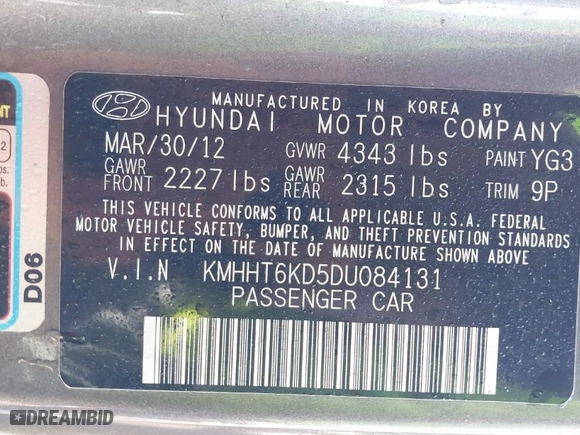 MANUFACTURED IN KOREA BY
HYUNDAI MOTOR COMPANY
MAR/30/12 GVWR 4343 lbs PAINT YG3
GAWR FRONT 2227 lbs GAWR REAR 2315 lbs TRIM 9P
THIS VEHICLE CONFORMS TO ALL APPLICABLE U.S.A. FEDERAL
MOTOR VEHICLE SAFETY, BUMPER, AND THEFT PREVENTION STANDARDS
IN EFFECT ON THE DATE OF MANUFACTURE SHOWN ABOVE.
V.I.N KMHHT6KD5DU084131
PASSENGER CAR
D06
DREAMBID